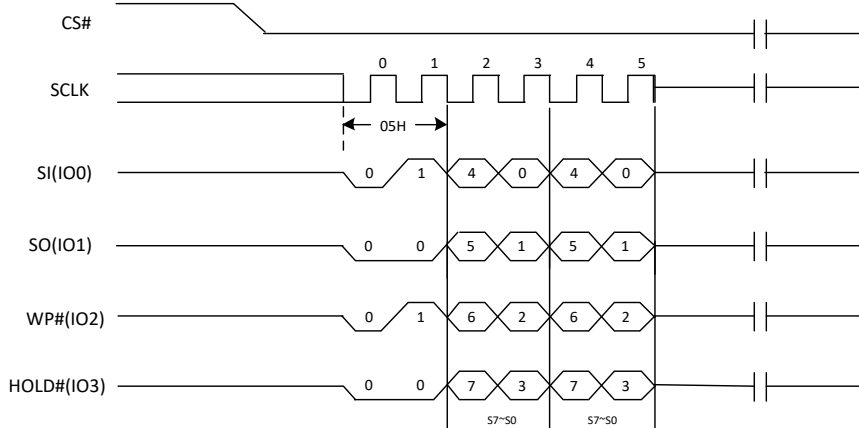 CS#
0 1 2 3 4 5
SCLK
05H
SI(IO0) 0 1 4 0 4 0
SO(IO1) 0 0 5 1 5 1
WP#(IO2) 0 1 6 2 6 2
HOLD#(IO3) 0 0 7 3 7 3
S7~S0 S7~S0